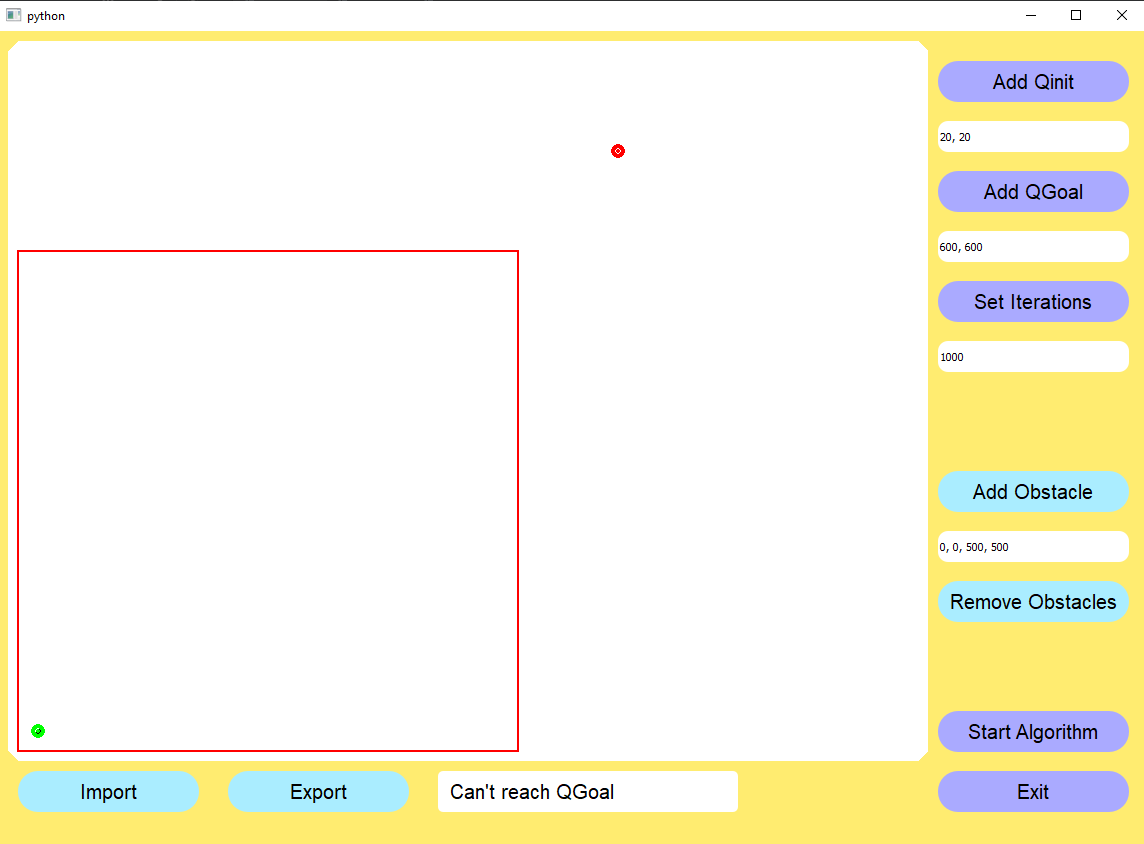 python
Add Qinit
20, 20
Add QGoal
600, 600
Set Iterations
1000
Add Obstacle
0, 0, 500, 500
Remove Obstacles
Start Algorithm
Import
Export
Can't reach QGoal
Exit